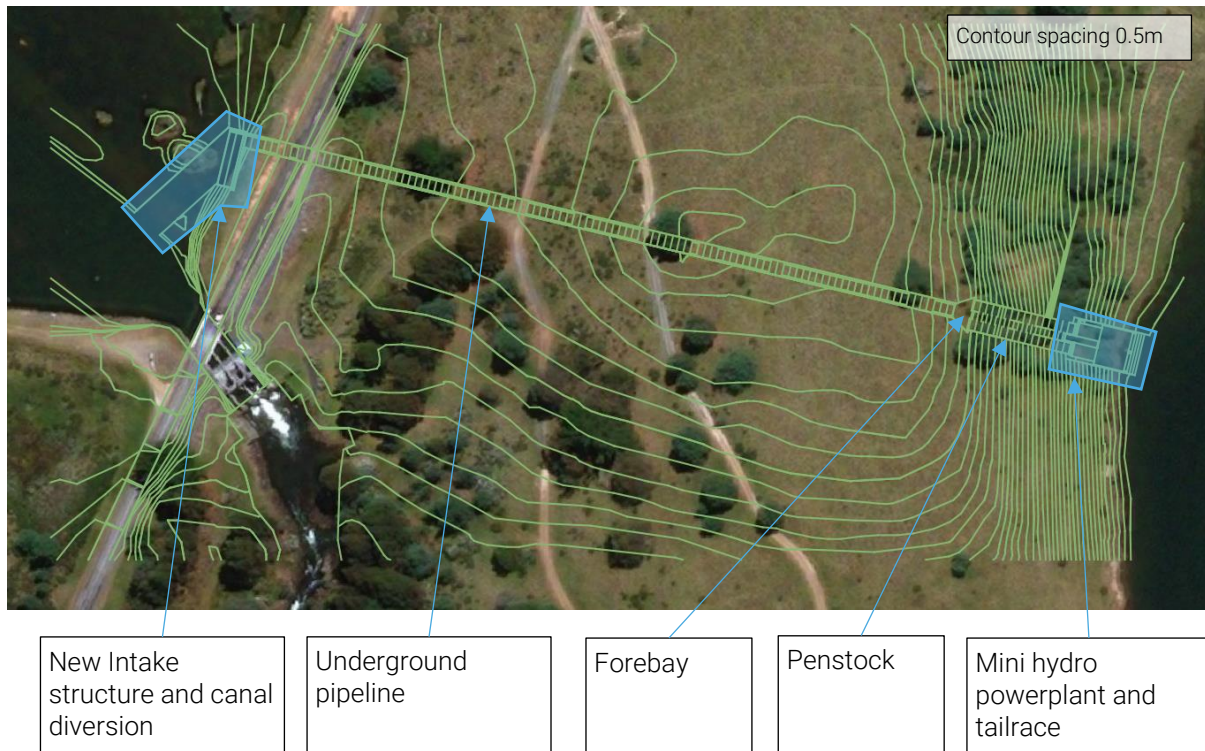 Contour spacing 0.5m
New Intake
structure and canal
diversion
Underground
pipeline
Forebay
Penstock
Mini hydro
powerplant and
tailrace